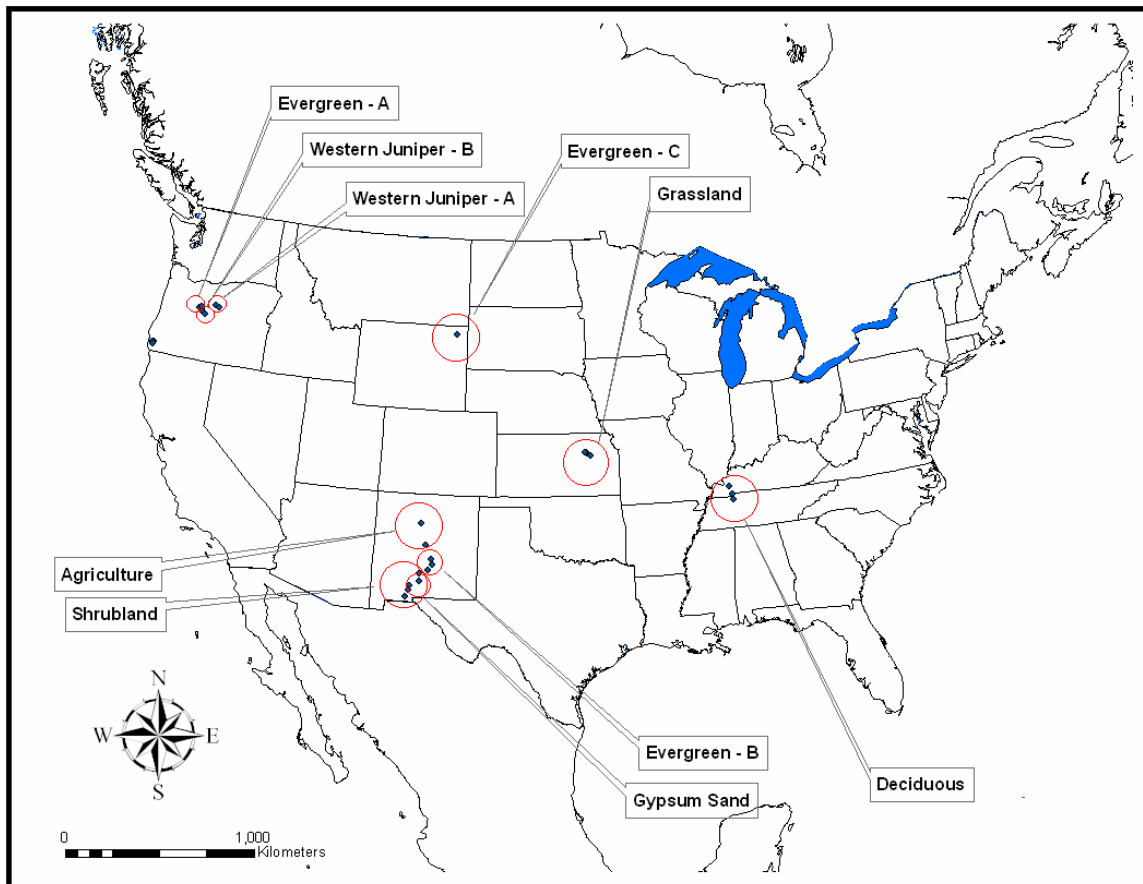 Evergreen - A
Western Juniper - B
Evergreen - C
Grassland
Western Juniper - A
Agriculture
Shrubland
N
W
E
S
Evergreen - B
Deciduous
Gypsum Sand
0
1,000
Kilometers